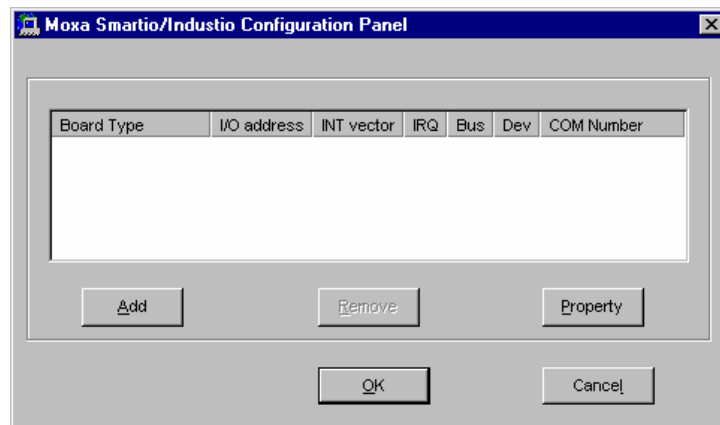 Moxa Smartio/Industio Configuration Panel
Board Type I/O address INT vector IRQ Bus Dev COM Number
Add Remove Property
OK Cancel